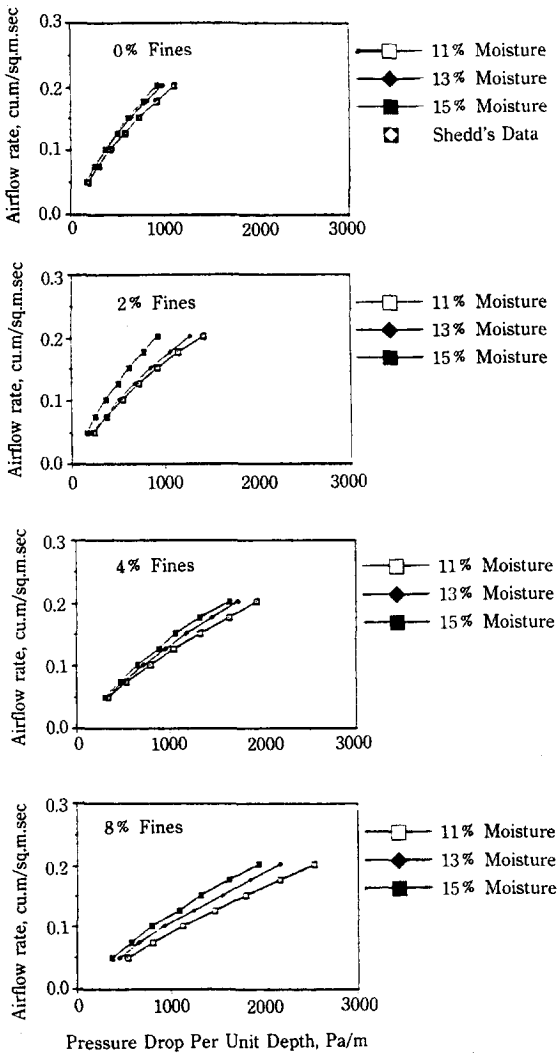 Airflow rate, cu.m/sq.m.sec
0.3
0.2
0.1
0.0
0% Fines
0
1000
2000
3000
11% Moisture
13% Moisture
15% Moisture
Shedd's Data
Airflow rate, cu.m/sq.m.sec
0.3
0.2
0.1
0.0
2% Fines
0
1000
2000
3000
11% Moisture
13% Moisture
15% Moisture
Airflow rate, cu.m/sq.m.sec
0.3
0.2
0.1
0.0
4% Fines
0
1000
2000
3000
11% Moisture
13% Moisture
15% Moisture
Airflow rate, cu.m/sq.m.sec
0.3
0.2
0.1
0.0
8% Fines
0
1000
2000
3000
11% Moisture
13% Moisture
15% Moisture
Pressure Drop Per Unit Depth, Pa/m